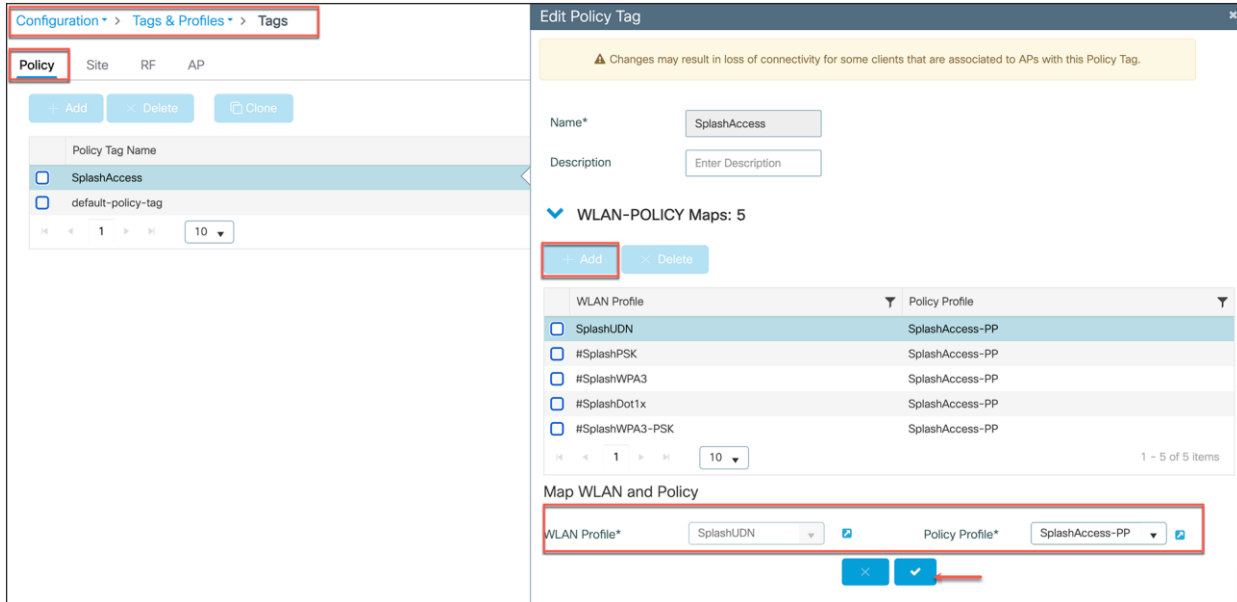 Configuration > Tags & Profiles > Tags
Policy Site RF AP
+ Add × Delete Clone
Policy Tag Name
SplashAccess
default-policy-tag
1 10
Edit Policy Tag
Changes may result in loss of connectivity for some clients that are associated to APs with this Policy Tag.
Name* SplashAccess
Description Enter Description
WLAN-POLICY Maps: 5
+ Add × Delete
WLAN Profile Policy Profile
SplashUDN SplashAccess-PP
#SplashPSK SplashAccess-PP
#SplashWPA3 SplashAccess-PP
#SplashDot1x SplashAccess-PP
#SplashWPA3-PSK SplashAccess-PP
1 10 1 - 5 of 5 items
Map WLAN and Policy
WLAN Profile* SplashUDN Policy Profile* SplashAccess-PP